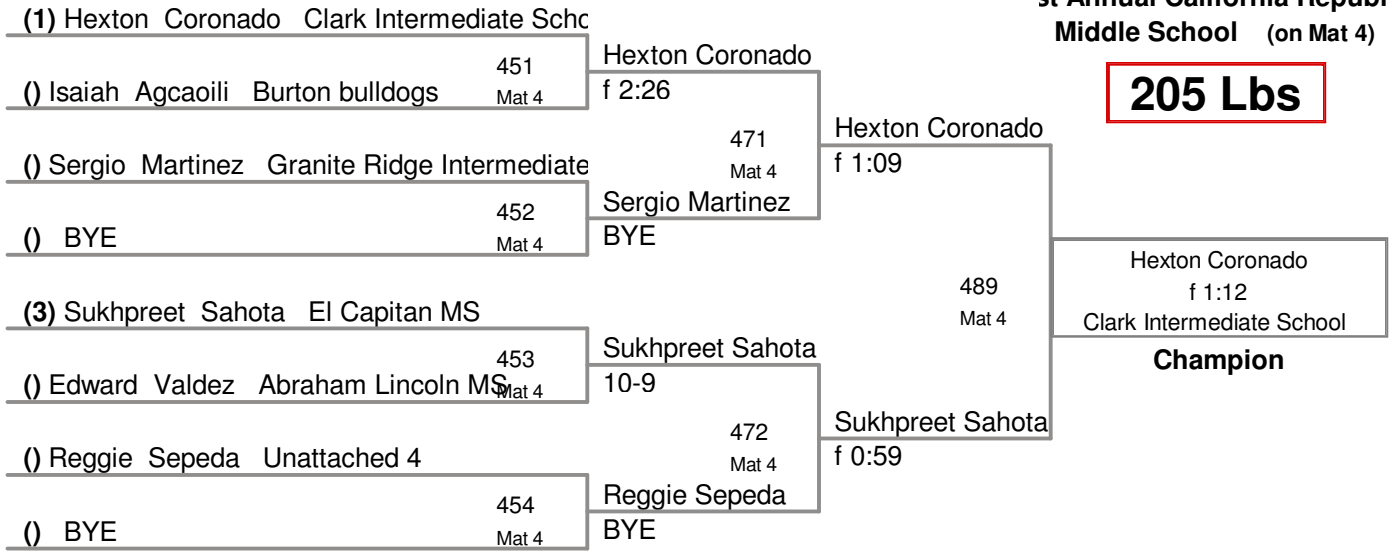 (1) Hexton Coronado Clark Intermediate Scho
st Annual California Republi
Middle School (on Mat 4)
205 Lbs
451
Mat 4
Hexton Coronado
f 2:26
() Isaiah Agcaoili Burton bulldogs
471
Mat 4
Hexton Coronado
f 1:09
() Sergio Martinez Granite Ridge Intermediate
452
Mat 4
Sergio Martinez
BYE
() BYE
489
Mat 4
Hexton Coronado
f 1:12
Clark Intermediate School
Champion
(3) Sukhpreet Sahota El Capitan MS
453
Mat 4
Sukhpreet Sahota
10-9
() Edward Valdez Abraham Lincoln MS
472
Mat 4
Sukhpreet Sahota
f 0:59
() Reggie Sepeda Unattached 4
454
Mat 4
Reggie Sepeda
BYE
() BYE